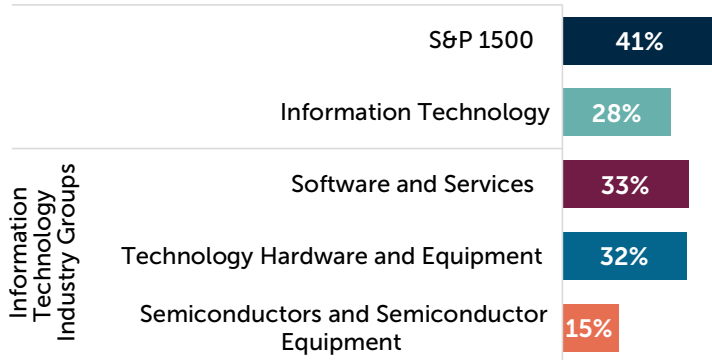 S&P 1500 41%
Information Technology 28%
Information
Technology
Industry Groups
Software and Services 33%
Technology Hardware and Equipment 32%
Semiconductors and Semiconductor
Equipment 15%